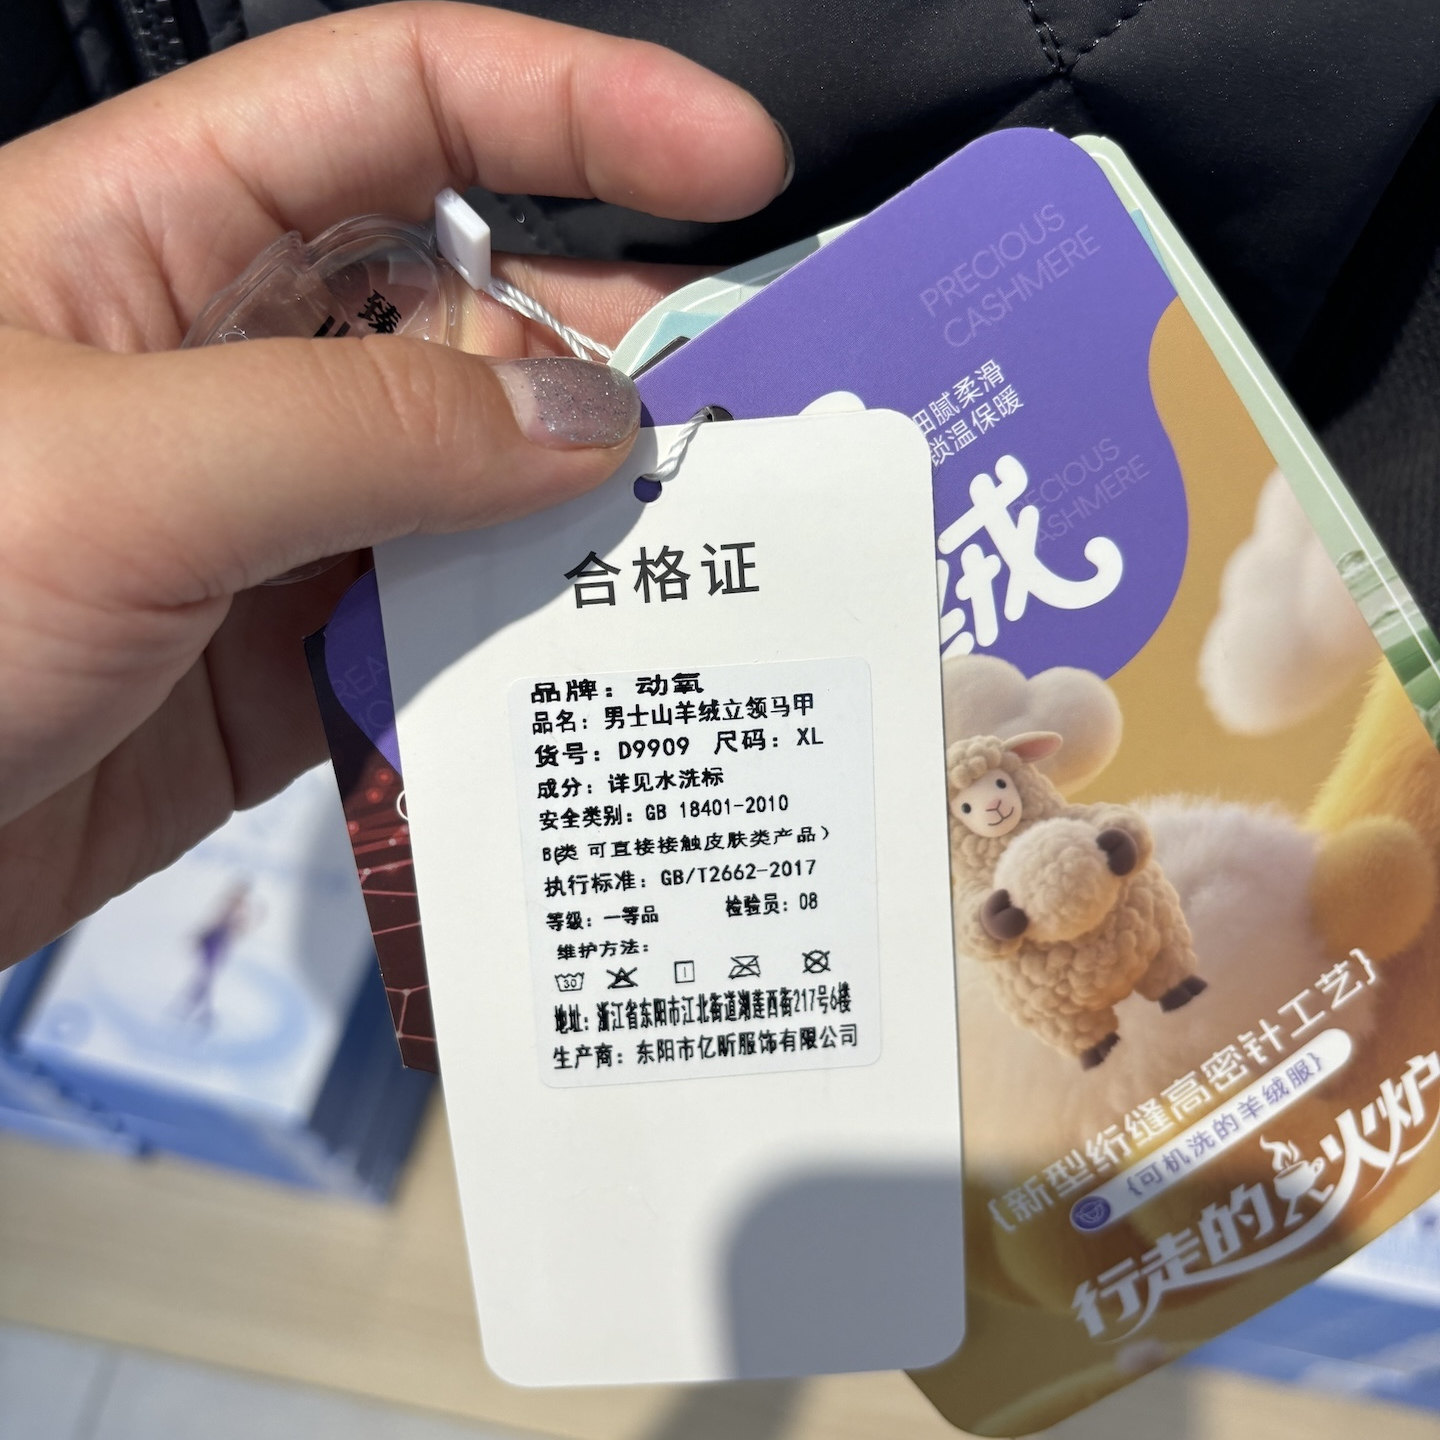 臻
PRECIOUS
CASHMERE
细腻柔滑
锁温保暖
PRECIOUS
CASHMERE
绒
合格证
品牌：动氧
品名：男士山羊绒立领马甲
货号：D9909 尺码：XL
成分：详见水洗标
安全类别：GB 18401-2010
B(类 可直接接触皮肤类产品）
执行标准：GB/T2662-2017
等级：一等品 检验员：08
维护方法：
30
地址：浙江省东阳市江北街道湖莲西街217号6楼
生产商：东阳市亿昕服饰有限公司
{新型绗缝高密针工艺}
{可机洗的羊绒服}
行走的火炉